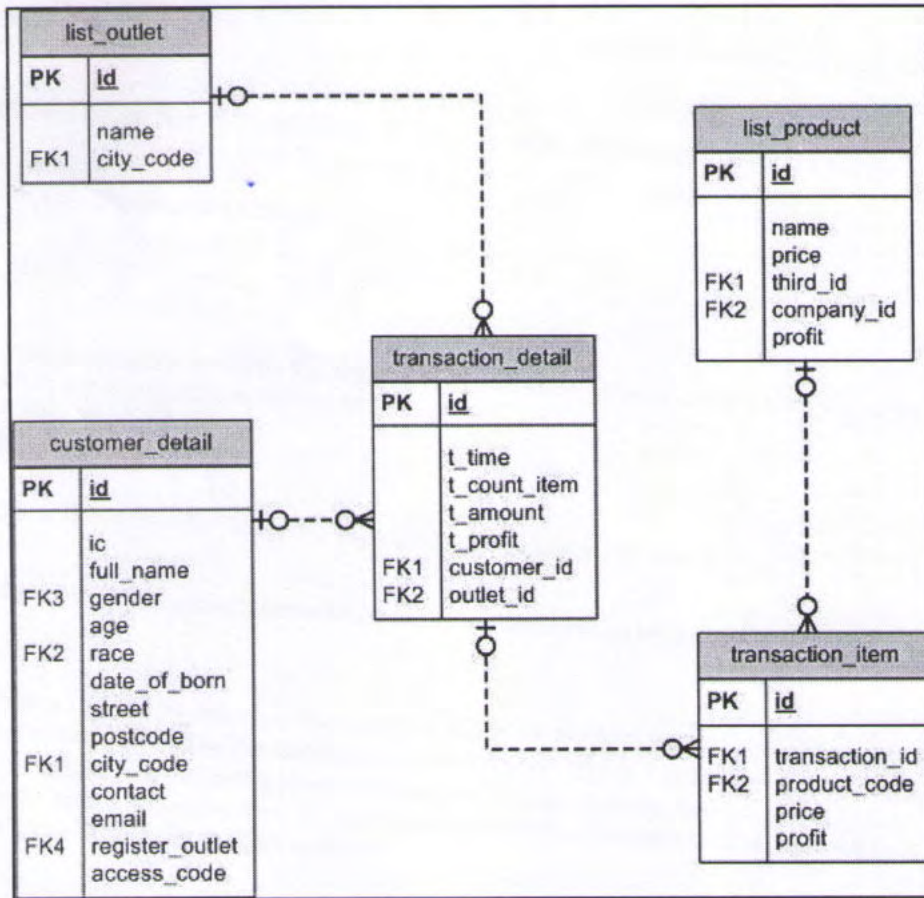 list_outlet
PK id
name
FK1 city_code
list_product
PK id
name
price
FK1 third_id
FK2 company_id
profit
transaction_detail
PK id
t_time
t_count_item
t_amount
t_profit
FK1 customer_id
FK2 outlet_id
customer_detail
PK id
ic
full_name
FK3 gender
age
FK2 race
date_of_born
street
postcode
FK1 city_code
contact
email
FK4 register_outlet
access_code
transaction_item
PK id
FK1 transaction_id
FK2 product_code
price
profit